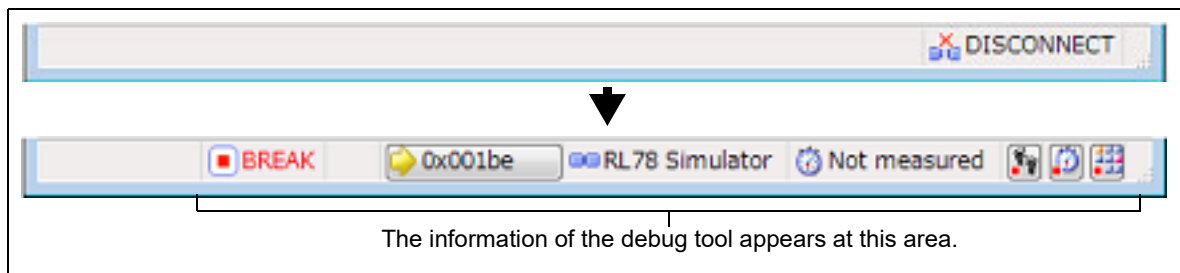 DISCONNECT
BREAK 0x001be RL78 Simulator Not measured
The information of the debug tool appears at this area.